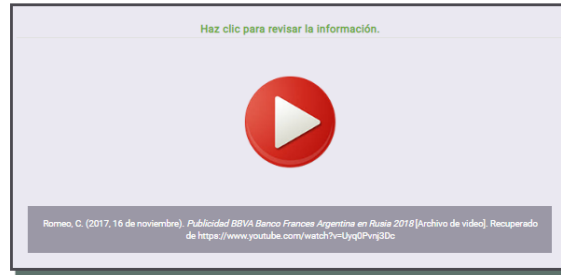 Haz clic para revisar la información.
Romeo, C. (2017, 16 de noviembre). Publicidad BBVA Banco Frances Argentina en Rusia 2018 [Archivo de video]. Recuperado
de https://www.youtube.com/watch?v=Uyq0Pvnj3Dc